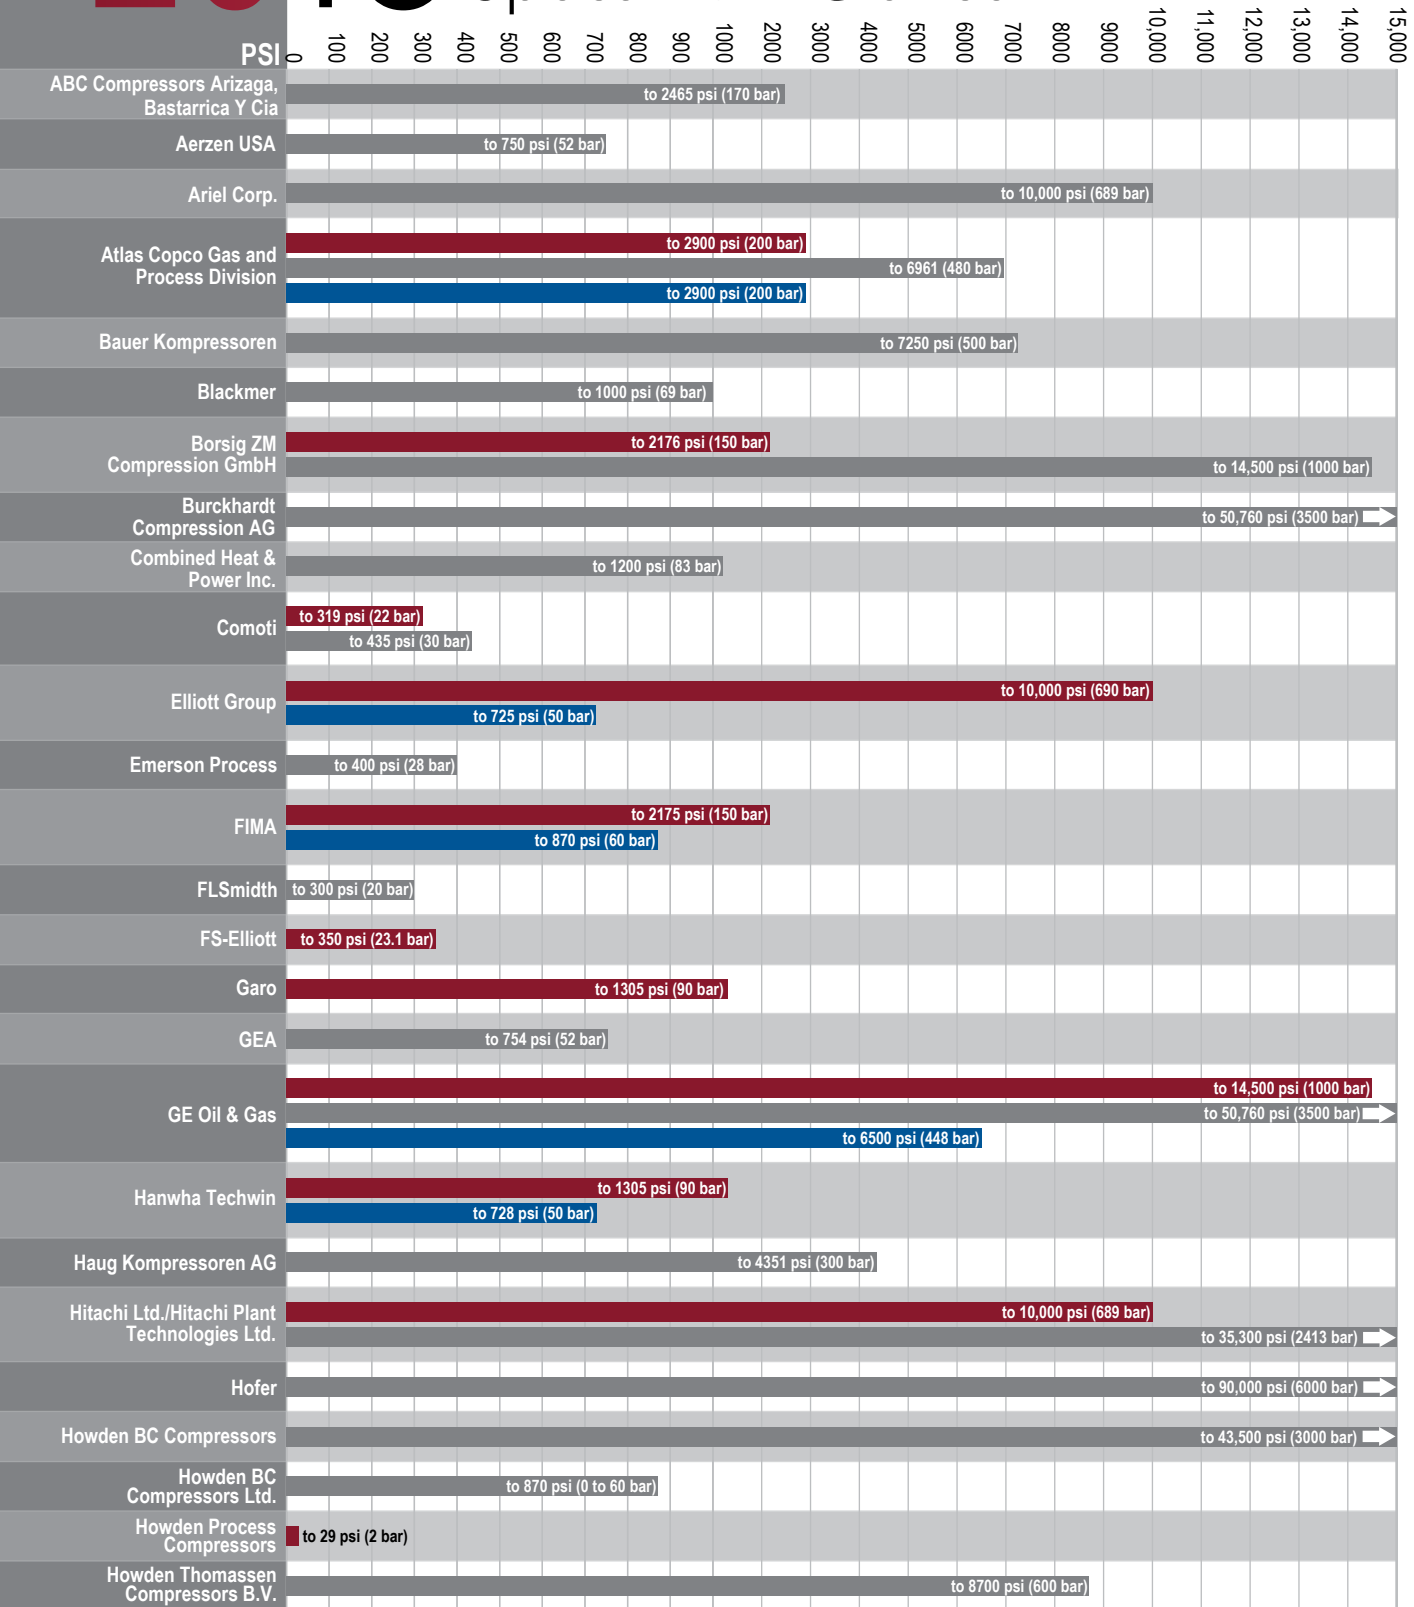 PSI
0
100
200
300
400
500
600
700
800
900
1000
2000
3000
4000
5000
6000
7000
8000
9000
10,000
11,000
12,000
13,000
14,000
15,000
ABC Compressors Arizaga,
Bastarrica Y Cia
to 2465 psi (170 bar)
Aerzen USA
to 750 psi (52 bar)
Ariel Corp.
to 10,000 psi (689 bar)
Atlas Copco Gas and
Process Division
to 2900 psi (200 bar)
to 6961 (480 bar)
to 2900 psi (200 bar)
Bauer Kompressoren
to 7250 psi (500 bar)
Blackmer
to 1000 psi (69 bar)
Borsig ZM
Compression GmbH
to 2176 psi (150 bar)
to 14,500 psi (1000 bar)
Burckhardt
Compression AG
to 50,760 psi (3500 bar)
Combined Heat &
Power Inc.
to 1200 psi (83 bar)
Comoti
to 319 psi (22 bar)
to 435 psi (30 bar)
Elliott Group
to 10,000 psi (690 bar)
to 725 psi (50 bar)
Emerson Process
to 400 psi (28 bar)
FIMA
to 2175 psi (150 bar)
to 870 psi (60 bar)
FLSmidth
to 300 psi (20 bar)
FS-Elliott
to 350 psi (23.1 bar)
Garo
to 1305 psi (90 bar)
GEA
to 754 psi (52 bar)
GE Oil & Gas
to 14,500 psi (1000 bar)
to 50,760 psi (3500 bar)
to 6500 psi (448 bar)
Hanwha Techwin
to 1305 psi (90 bar)
to 728 psi (50 bar)
Haug Kompressoren AG
to 4351 psi (300 bar)
Hitachi Ltd./Hitachi Plant
Technologies Ltd.
to 10,000 psi (689 bar)
to 35,300 psi (2413 bar)
Hofer
to 90,000 psi (6000 bar)
Howden BC Compressors
to 43,500 psi (3000 bar)
Howden BC
Compressors Ltd.
to 870 psi (0 to 60 bar)
Howden Process
Compressors
to 29 psi (2 bar)
Howden Thomassen
Compressors B.V.
to 8700 psi (600 bar)